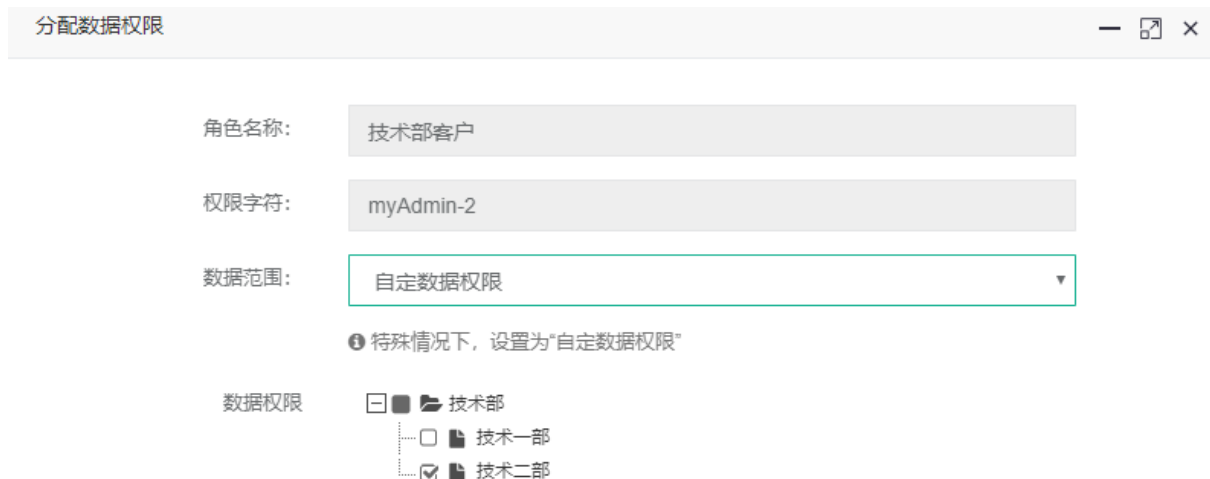 分配数据权限
角色名称: 技术部客户
权限字符: myAdmin-2
数据范围: 自定数据权限
特殊情况下，设置为“自定数据权限”
数据权限 技术部
技术一部
技术二部